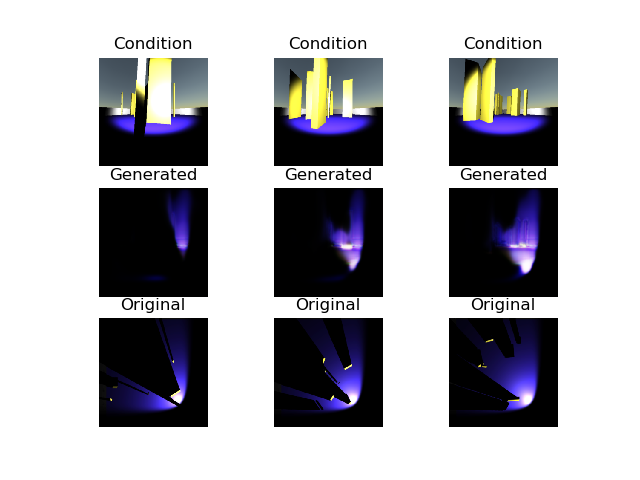 Condition Condition Condition
Generated Generated Generated
Original Original Original